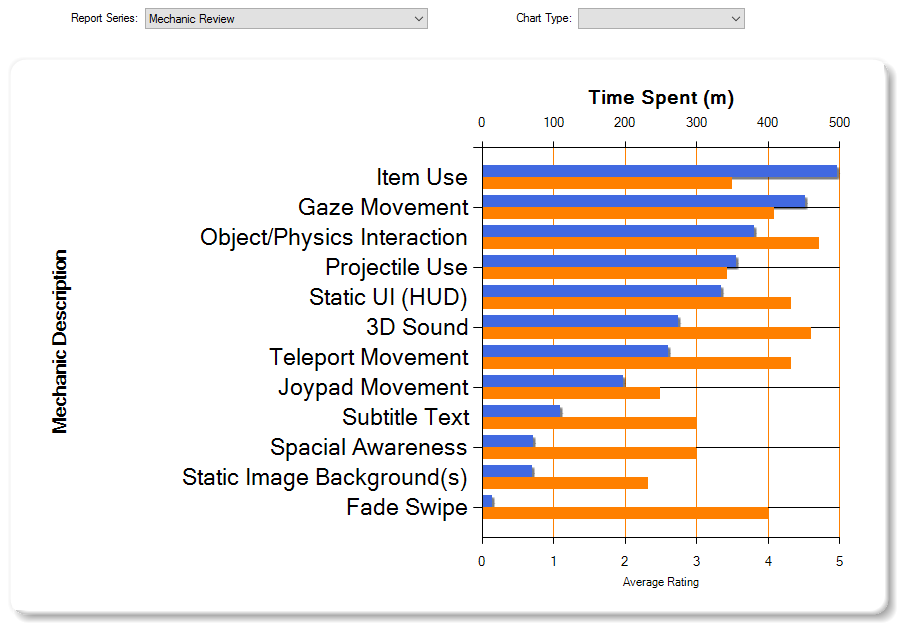 Report Series: Mechanic Review Chart Type:
Time Spent (m)
0 100 200 300 400 500
Mechanic Description
Item Use
Gaze Movement
Object/Physics Interaction
Projectile Use
Static UI (HUD)
3D Sound
Teleport Movement
Joypad Movement
Subtitle Text
Spacial Awareness
Static Image Background(s)
Fade Swipe
0 1 2 3 4 5
Average Rating